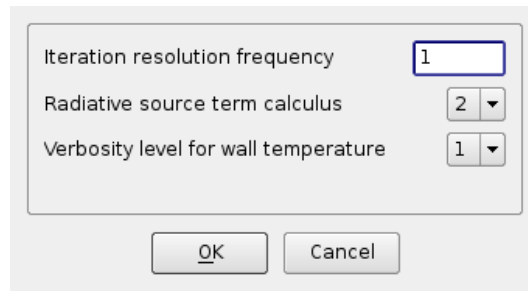 Iteration resolution frequency 1
Radiative source term calculus 2
Verbosity level for wall temperature 1
OK Cancel